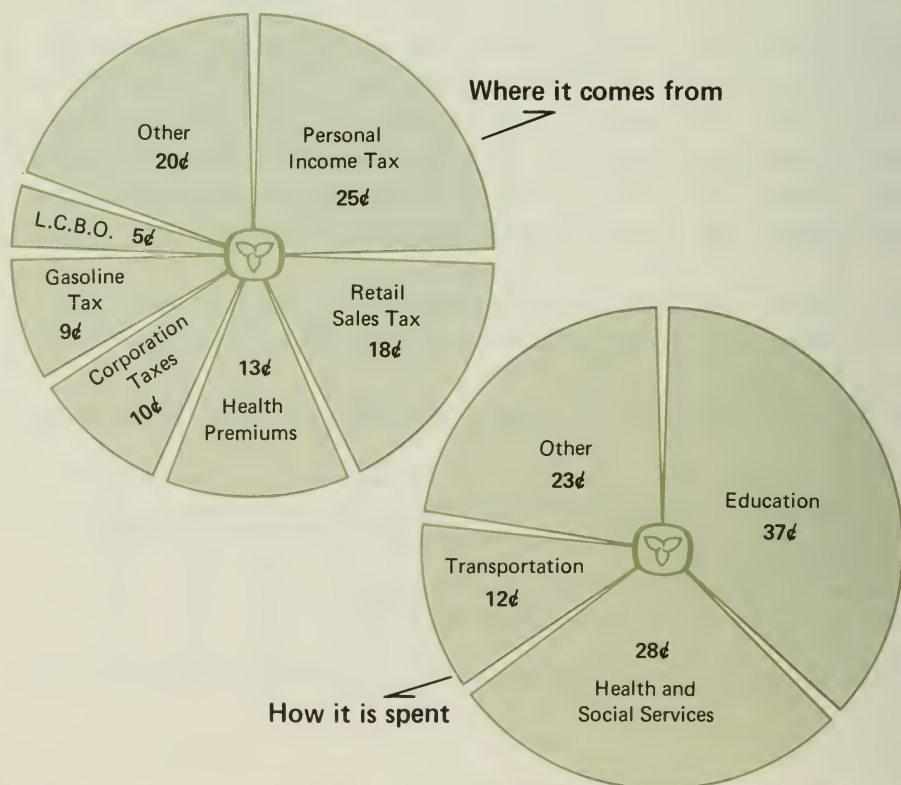 Where it comes from
Personal
Income Tax
25¢
Retail
Sales Tax
18¢
13¢
Health
Premiums
Corporation
Taxes
10¢
Gasoline
Tax
9¢
L.C.B.O. 5¢
Other
20¢
How it is spent
Education
37¢
28¢
Health and
Social Services
Transportation
12¢
Other
23¢